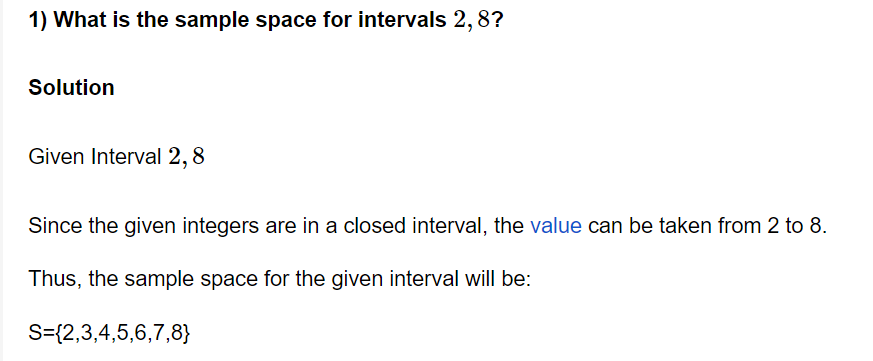 1) What is the sample space for intervals 2, 8?
Solution
Given Interval 2, 8
Since the given integers are in a closed interval, the value can be taken from 2 to 8.
Thus, the sample space for the given interval will be:
S={2,3,4,5,6,7,8}